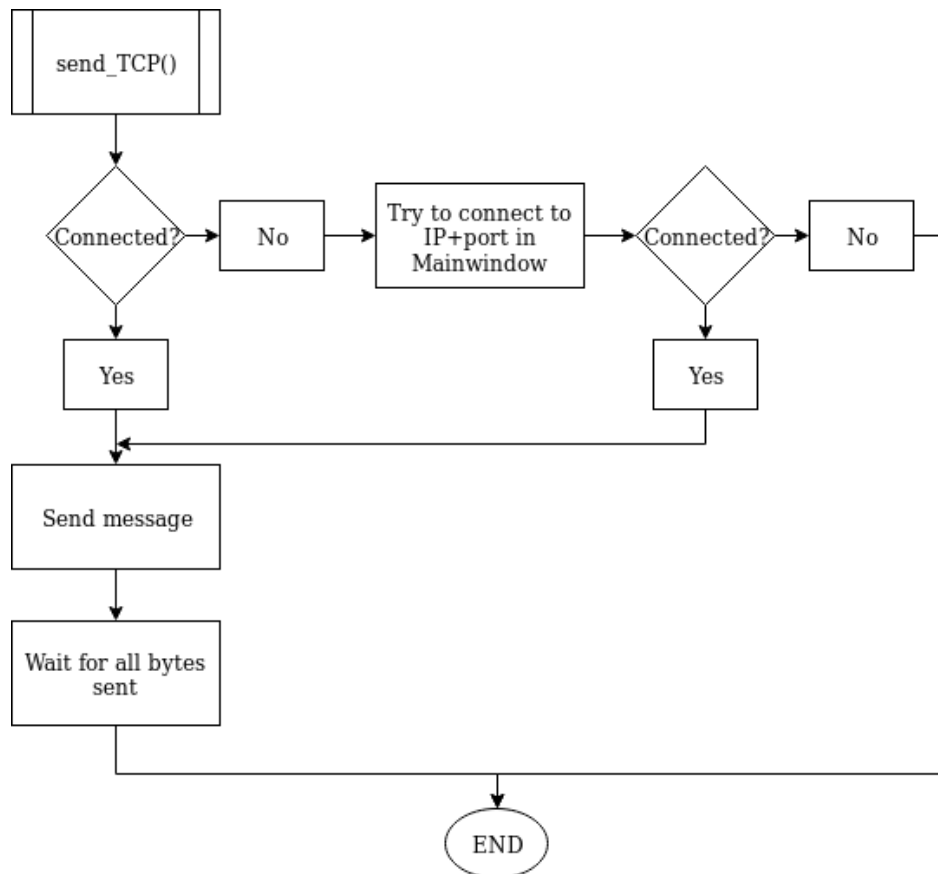 send_TCP()
Connected?
No
Try to connect to
IP+port in
Mainwindow
Connected?
No
Yes
Yes
Send message
Wait for all bytes
sent
END